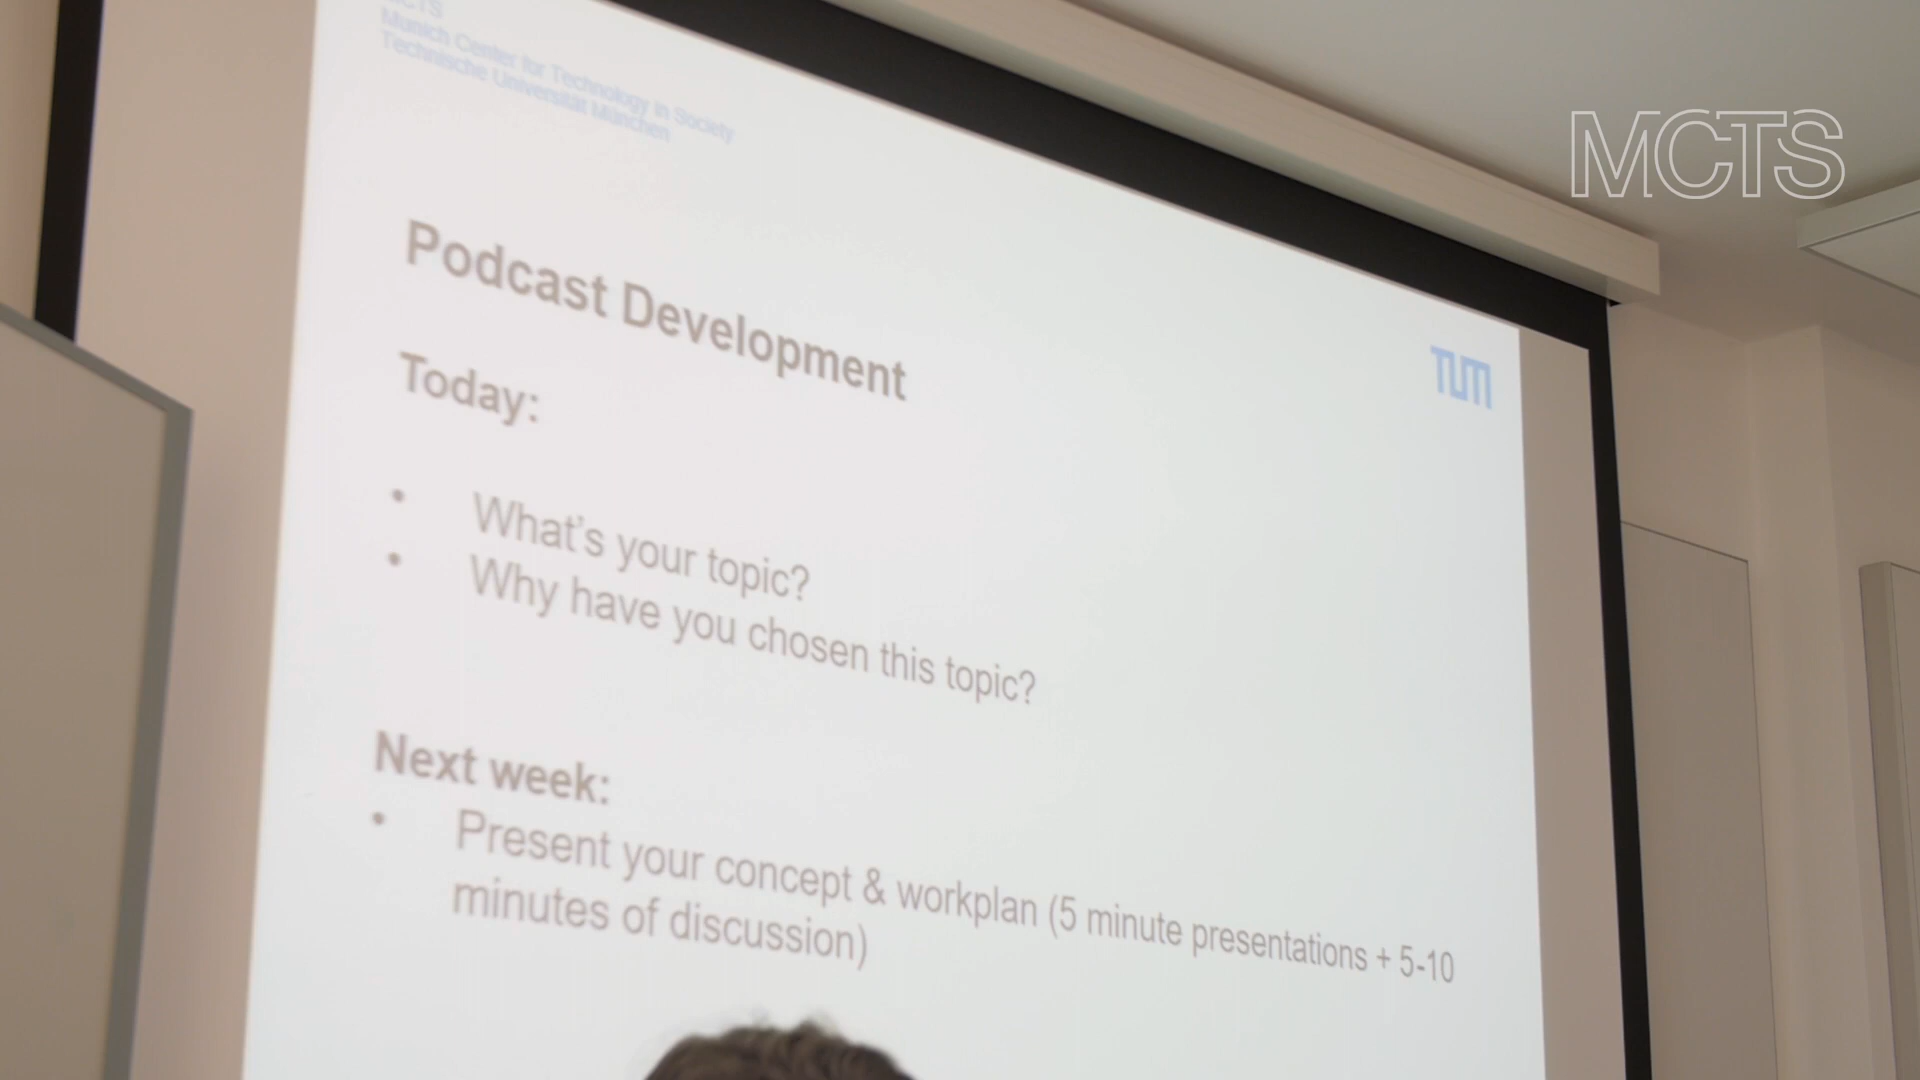 MCTS
Munich Center for Technology in Society
Technische Universität München
MCTS
Podcast Development
TUM
Today:
• What's your topic?
• Why have you chosen this topic?
Next week:
• Present your concept & workplan (5 minute presentations + 5-10
minutes of discussion)